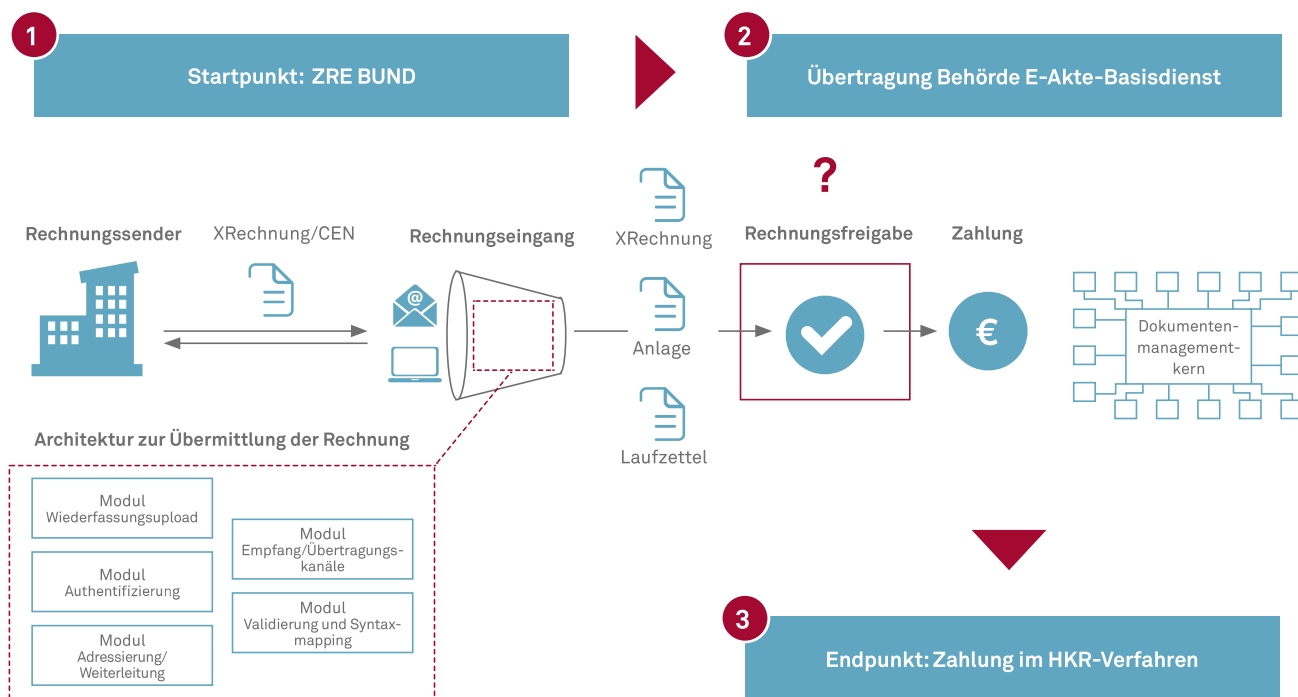 1
Startpunkt: ZRE BUND
2
Übertragung Behörde E-Akte-Basisdienst
Rechnungssender
XRechnung/CEN
Rechnungseingang
@
XRechnung
Anlage
Laufzettel
?
Rechnungsfreigabe
Zahlung
€
Dokumenten-
management-
kern
Architektur zur Übermittlung der Rechnung
Modul
Wiederfassungsupload
Modul
Authentifizierung
Modul
Adressierung/
Weiterleitung
Modul
Empfang/Übertragungs-
kanäle
Modul
Validierung und Syntax-
mapping
3
Endpunkt: Zahlung im HKR-Verfahren